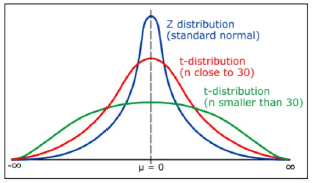 Z distribution
(standard normal)
t-distribution
(n close to 30)
t-distribution
(n smaller than 30)
-∞
μ = 0
∞